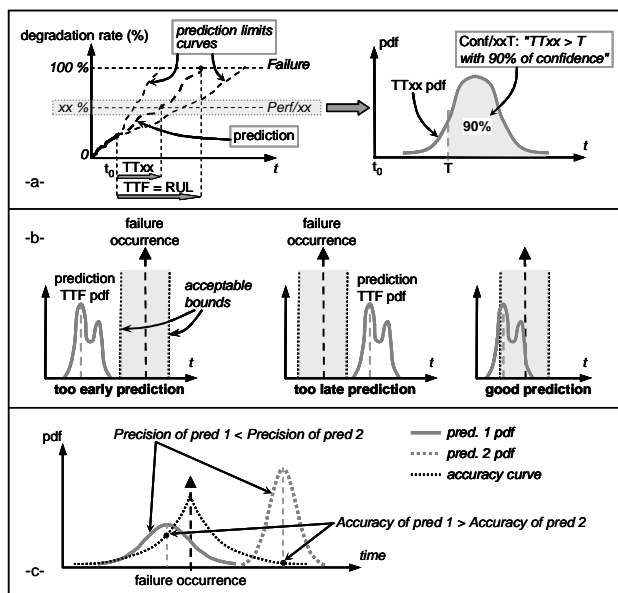 degradation rate (%)
prediction limits
curves
100 %
Failure
xx %
Perf/xx
prediction
0
t
t0
TTxx
TTF = RUL
-a-
pdf
Conf/xxT: "TTxx > T
with 90% of confidence"
TTxx pdf
90%
t0
T
t
-b-
failure
occurrence
prediction
TTF pdf
acceptable
bounds
t
too early prediction
failure
occurrence
prediction
TTF pdf
t
too late prediction
t
good prediction
pdf
Precision of pred 1 < Precision of pred 2
pred. 1 pdf
pred. 2 pdf
accuracy curve
Accuracy of pred 1 > Accuracy of pred 2
time
failure occurrence
-c-